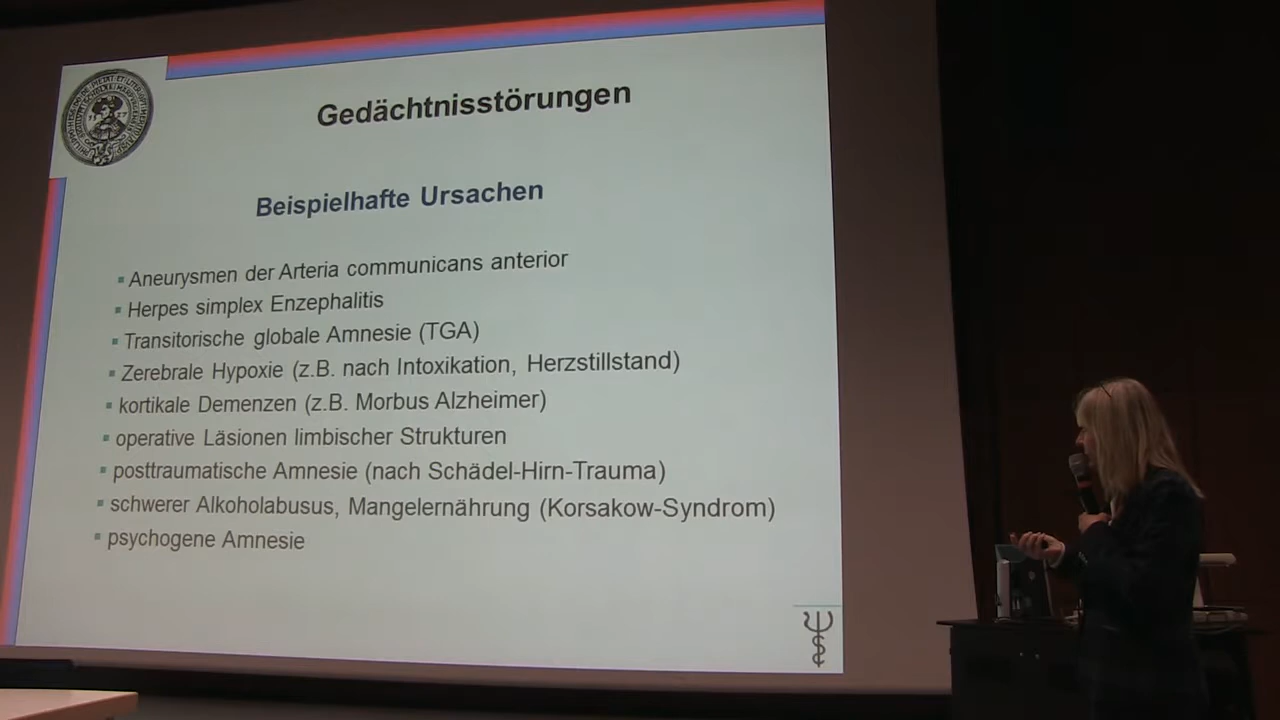 Gedächtnisstörungen
Beispielhafte Ursachen
Aneurysmen der Arteria communicans anterior
Herpes simplex Enzephalitis
Transitorische globale Amnesie (TGA)
Zerebrale Hypoxie (z.B. nach Intoxikation, Herzstillstand)
kortikale Demenzen (z.B. Morbus Alzheimer)
operative Läsionen limbischer Strukturen
posttraumatische Amnesie (nach Schädel-Hirn-Trauma)
schwerer Alkoholabusus, Mangelernährung (Korsakow-Syndrom)
psychogene Amnesie